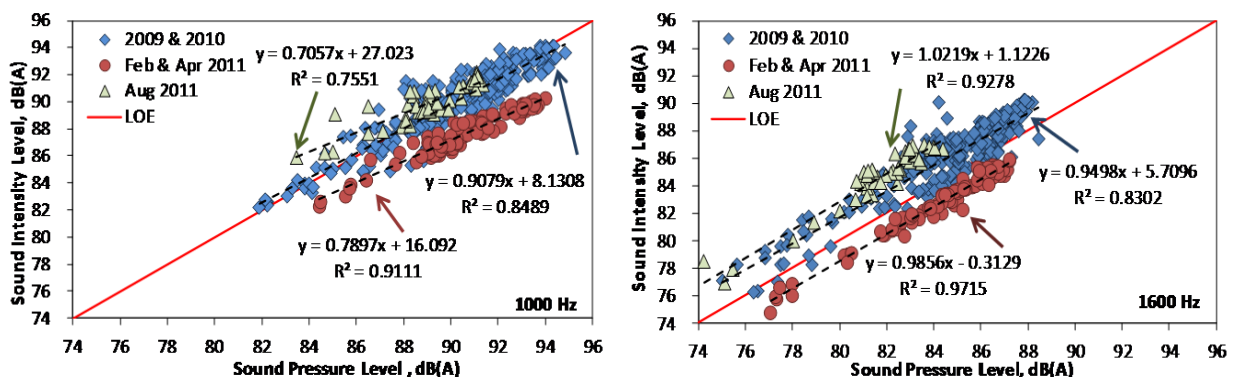 96
94
92
90
88
86
84
82
80
78
76
74
Sound Intensity Level, dB(A)
2009 & 2010
Feb & Apr 2011
Aug 2011
LOE
y = 0.7057x + 27.023
R² = 0.7551
y = 0.9079x + 8.1308
R² = 0.8489
y = 0.7897x + 16.092
R² = 0.9111
1000 Hz
74 76 78 80 82 84 86 88 90 92 94 96
Sound Pressure Level , dB(A)
96
94
92
90
88
86
84
82
80
78
76
74
Sound Intensity Level, dB(A)
2009 & 2010
Feb & Apr 2011
Aug 2011
LOE
y = 1.0219x + 1.1226
R² = 0.9278
y = 0.9498x + 5.7096
R² = 0.8302
y = 0.9856x - 0.3129
R² = 0.9715
1600 Hz
74 76 78 80 82 84 86 88 90 92 94 96
Sound Pressure Level, dB(A)